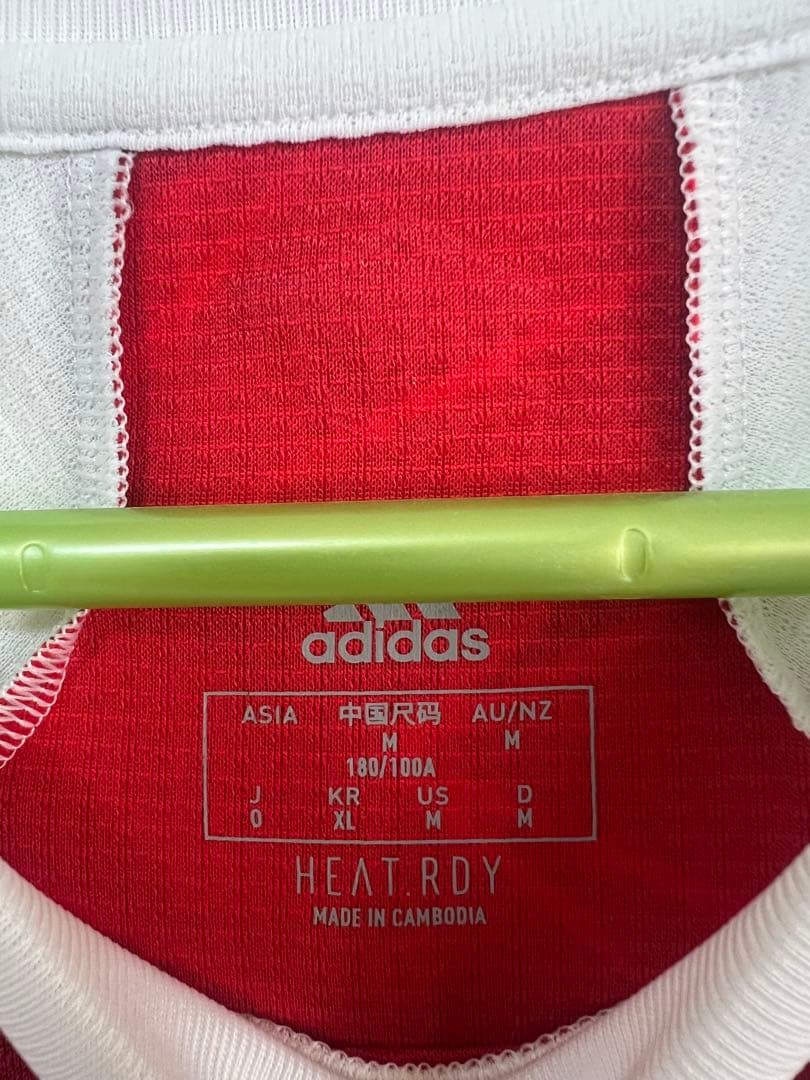 adidas
ASIA 中国尺码 AU/NZ
M M
180/100A
J KR US D
O XL M M
HEAT.RDY
MADE IN CAMBODIA